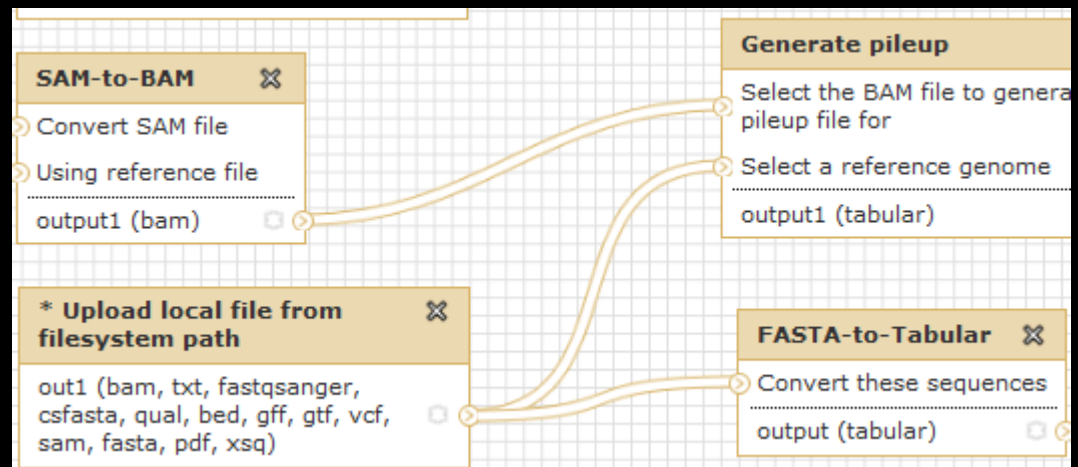 SAM-to-BAM
Convert SAM file
Using reference file
output1 (bam)
* Upload local file from
filesystem path
out1 (bam, txt, fastqsanger,
csfasta, qual, bed, gff, gtf, vcf,
sam, fasta, pdf, xsq)
Generate pileup
Select the BAM file to genera
pileup file for
Select a reference genome
output1 (tabular)
FASTA-to-Tabular
Convert these sequences
output (tabular)